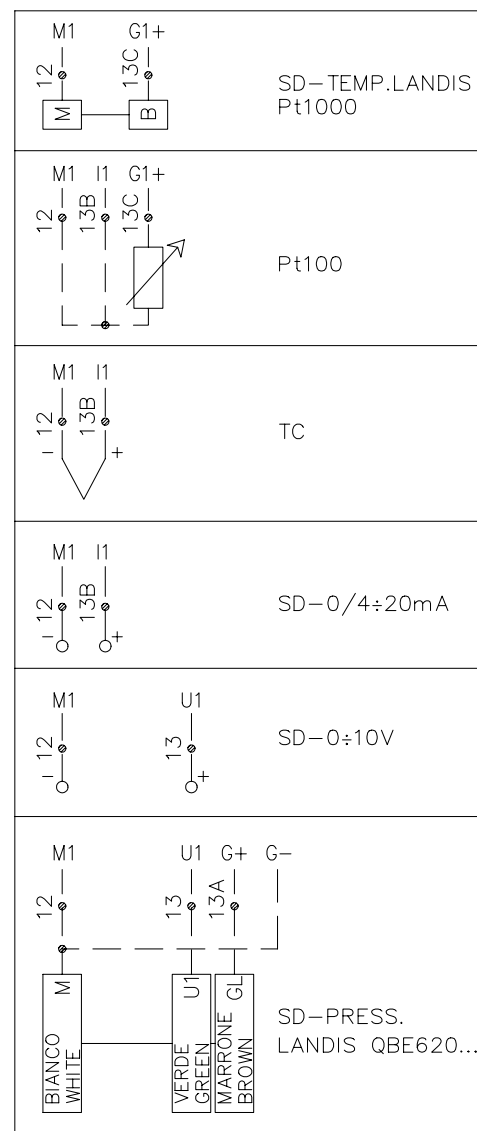 M1 G1+
12 13C
M B
SD-TEMP.LANDIS
Pt1000
M1 I1 G1+
12 13B 13C
Pt100
M1 I1
12 13B
- +
TC
M1 I1
12 13B
- +
SD-0/4÷20mA
M1 U1
12 13
- +
SD-0÷10V
M1 U1 G+ G-
12 13 13A
M U1 GL
BIANCO
WHITE
VERDE
GREEN
MARRONE
BROWN
SD-PRESS.
LANDIS QBE620...